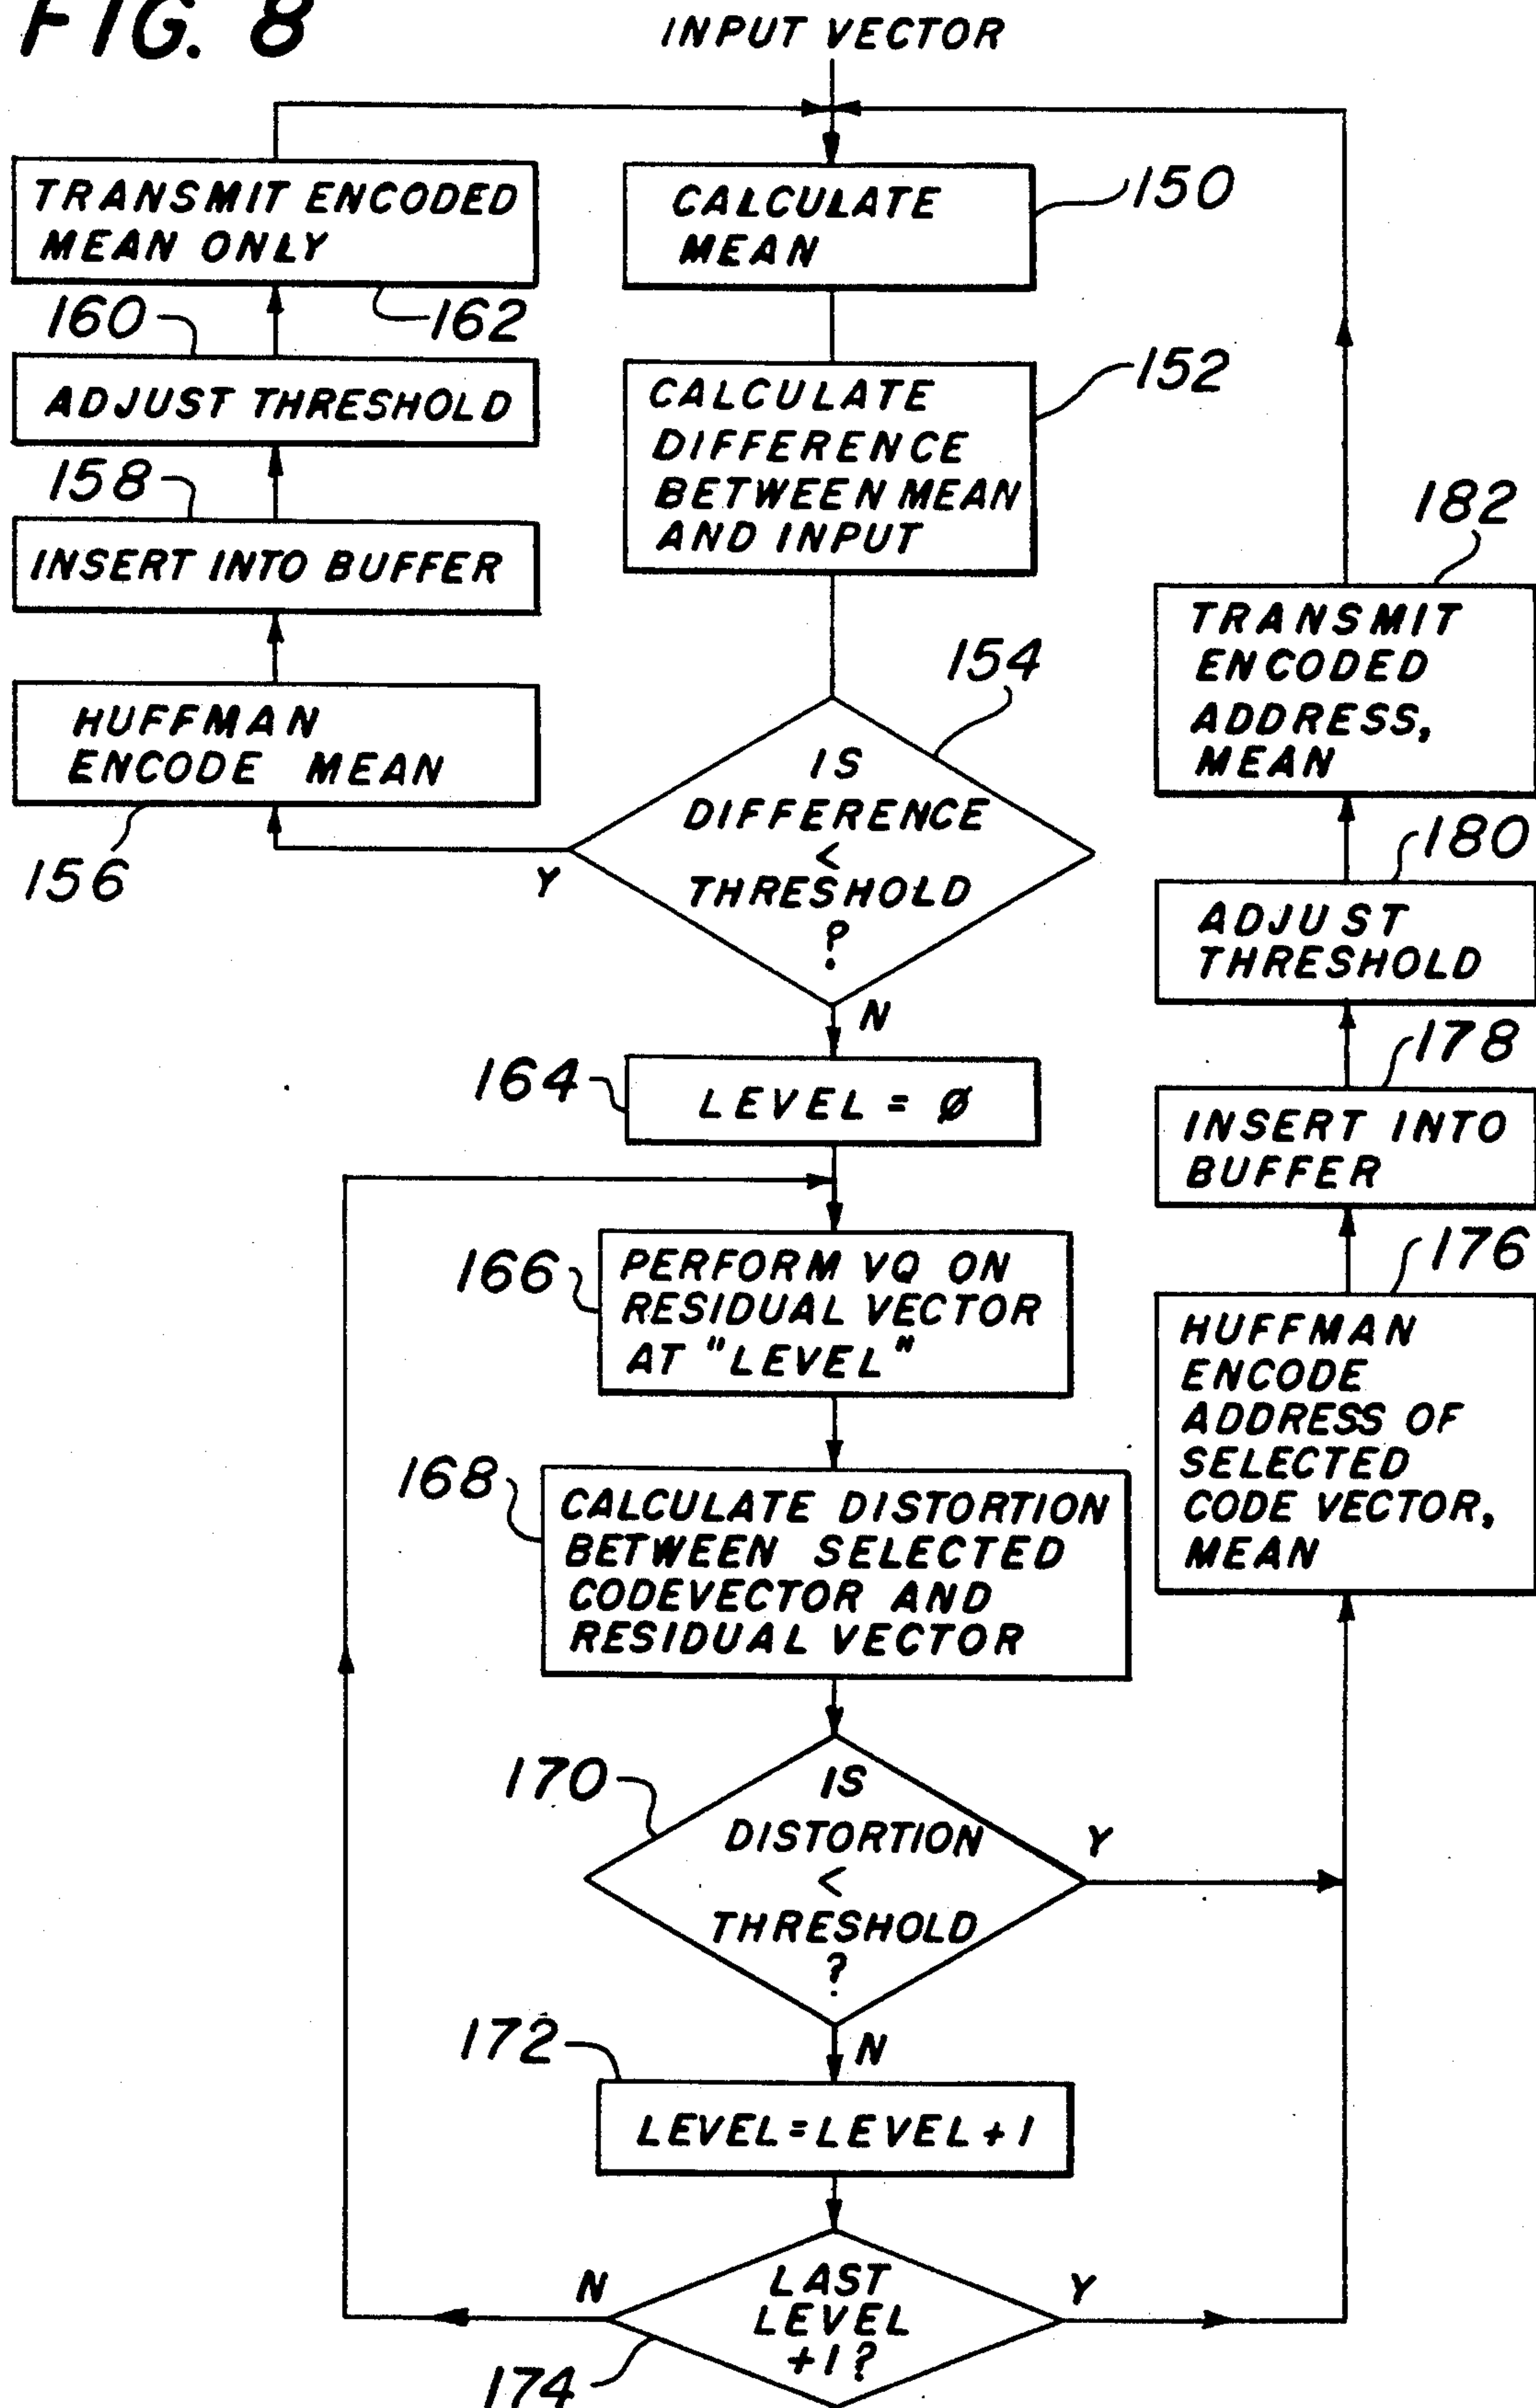 FIG. 8
INPUT VECTOR
TRANSMIT ENCODED
MEAN ONLY
162
160
ADJUST THRESHOLD
158
INSERT INTO BUFFER
HUFFMAN
ENCODE MEAN
156
CALCULATE
MEAN
150
CALCULATE
DIFFERENCE
BETWEEN MEAN
AND INPUT
152
154
IS
DIFFERENCE
<
THRESHOLD
?
Y
N
164
LEVEL = Ø
166
PERFORM VQ ON
RESIDUAL VECTOR
AT "LEVEL"
168
CALCULATE DISTORTION
BETWEEN SELECTED
CODEVECTOR AND
RESIDUAL VECTOR
170
IS
DISTORTION
<
THRESHOLD
?
Y
N
172
LEVEL=LEVEL+1
N
LAST
LEVEL
+1?
Y
174
182
TRANSMIT
ENCODED
ADDRESS,
MEAN
180
ADJUST
THRESHOLD
178
INSERT INTO
BUFFER
176
HUFFMAN
ENCODE
ADDRESS OF
SELECTED
CODE VECTOR,
MEAN